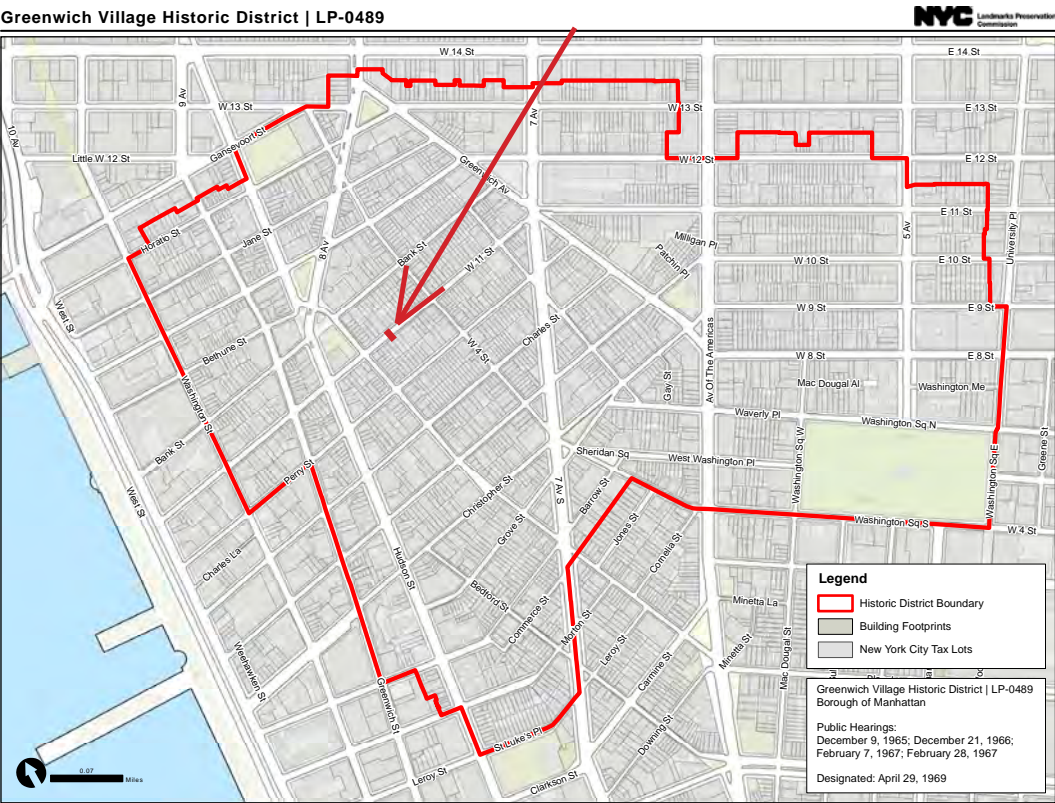 Greenwich Village Historic District | LP-0489
NYC Landmarks Preservation
Commission
W 14 St
E 14 St
9 Av
10 Av
W 13 St
7 Av
W 13 St
E 13 St
Gansevoort St
Little W 12 St
Greenwich Av
W 12 St
E 12 St
E 11 St
5 Av
University Pl
Horatio St
Jane St
8 Av
Bank St
W 11 St
Milligan Pl
Patchin Pl
W 10 St
E 10 St
West St
W 9 St
E 9 St
Charles St
W 4 St
Bethune St
Av Of The Americas
W 8 St
E 8 St
Gay St
Mac Dougal Al
Washington Me
Washington St
Waverly Pl
Washington Sq N
Washington Sq W
Washington Sq E
Greene St
Bank St
Sheridan Sq
West Washington Pl
Perry St
West St
Christopher St
7 Av S
Barrow St
Grove St
Jones St
Washington Sq S
W 4 St
Cornelia St
Charles La
Hudson St
Bedford St
Commerce St
Morton St
Leroy St
Minetta La
Minetta St
Mac Dougal St
Carmine St
Weehawken St
Greenwich St
St Luke's Pl
Downing St
Leroy St
Clarkson St
Legend
Historic District Boundary
Building Footprints
New York City Tax Lots
Greenwich Village Historic District | LP-0489
Borough of Manhattan
Public Hearings:
December 9, 1965; December 21, 1966;
February 7, 1967; February 28, 1967
Designated: April 29, 1969
0.07
Miles